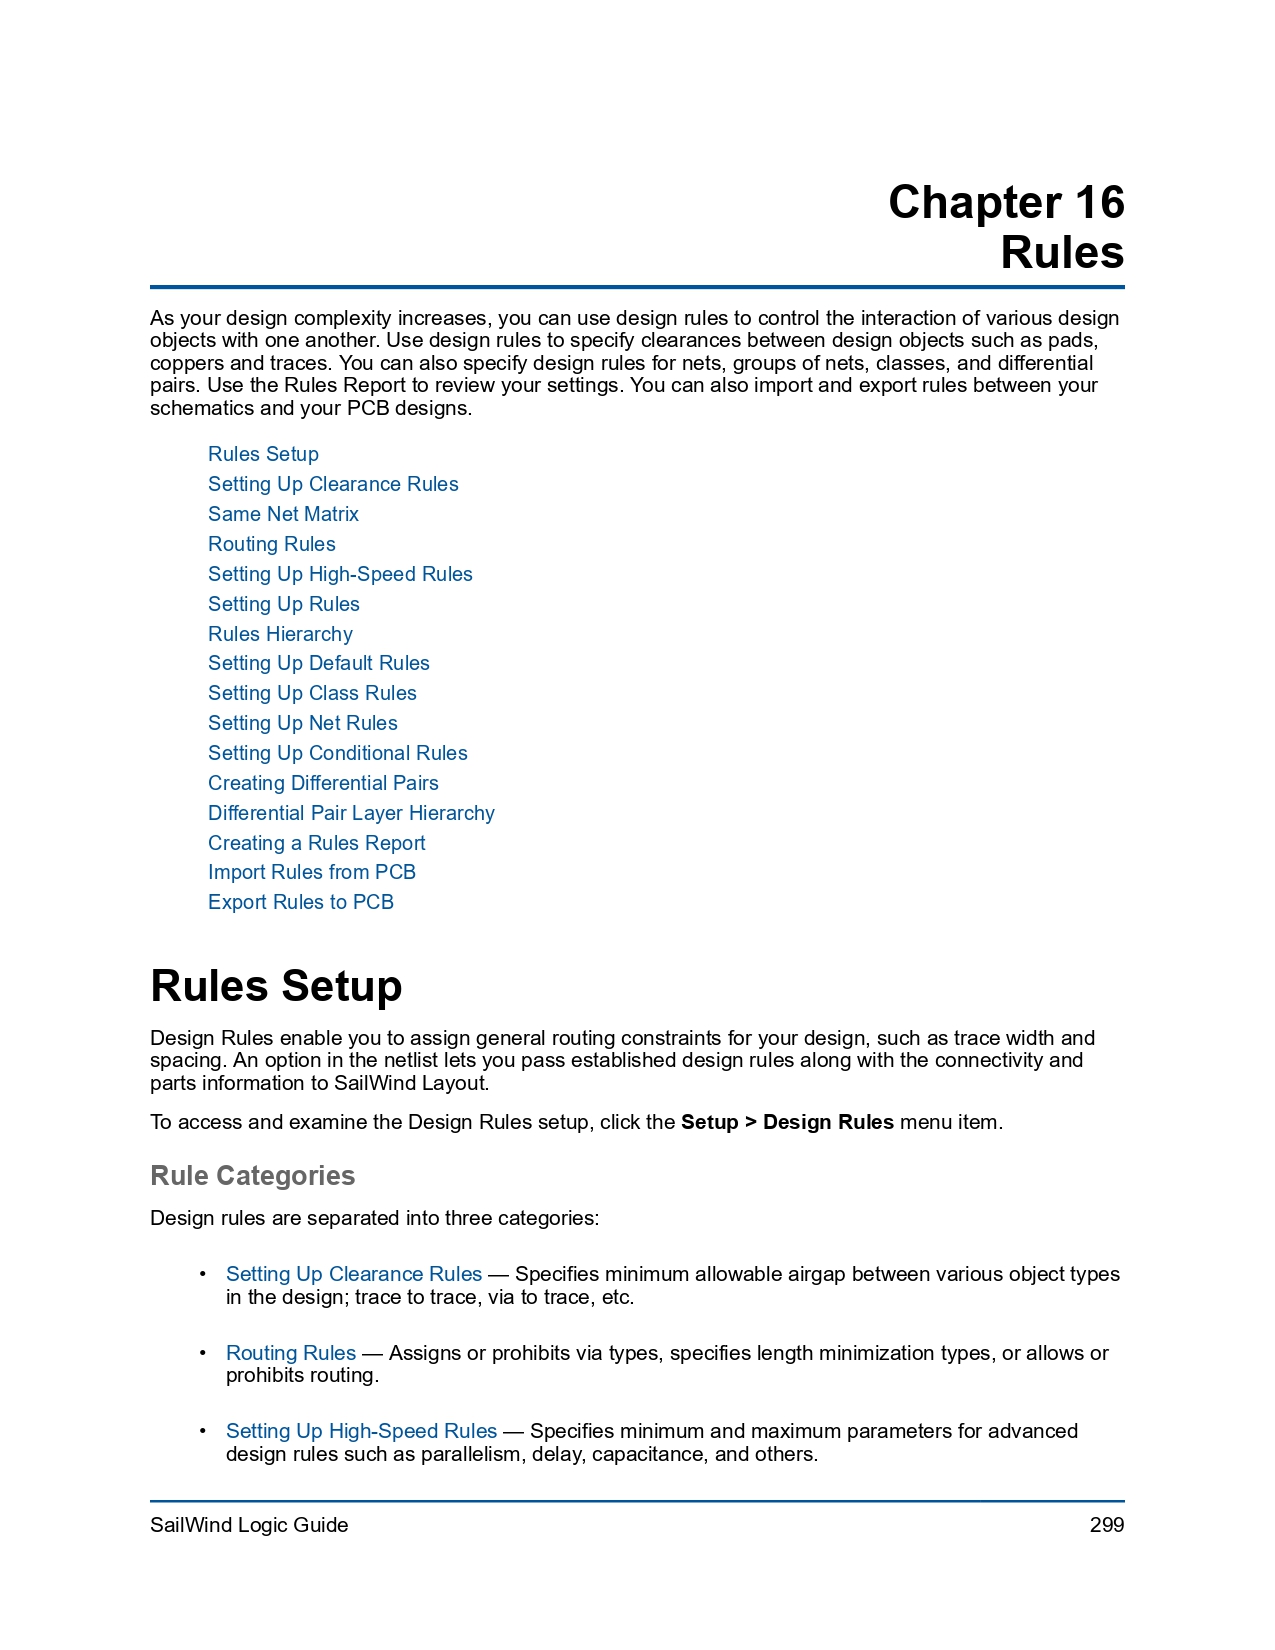 Chapter 16
Rules
As your design complexity increases, you can use design rules to control the interaction of various design
objects with one another. Use design rules to specify clearances between design objects such as pads,
coppers and traces. You can also specify design rules for nets, groups of nets, classes, and differential
pairs. Use the Rules Report to review your settings. You can also import and export rules between your
schematics and your PCB designs.
Rules Setup
Setting Up Clearance Rules
Same Net Matrix
Routing Rules
Setting Up High-Speed Rules
Setting Up Rules
Rules Hierarchy
Setting Up Default Rules
Setting Up Class Rules
Setting Up Net Rules
Setting Up Conditional Rules
Creating Differential Pairs
Differential Pair Layer Hierarchy
Creating a Rules Report
Import Rules from PCB
Export Rules to PCB
Rules Setup
Design Rules enable you to assign general routing constraints for your design, such as trace width and
spacing. An option in the netlist lets you pass established design rules along with the connectivity and
parts information to SailWind Layout.
To access and examine the Design Rules setup, click the Setup > Design Rules menu item.
Rule Categories
Design rules are separated into three categories:
• Setting Up Clearance Rules — Specifies minimum allowable airgap between various object types
in the design; trace to trace, via to trace, etc.
• Routing Rules — Assigns or prohibits via types, specifies length minimization types, or allows or
prohibits routing.
• Setting Up High-Speed Rules — Specifies minimum and maximum parameters for advanced
design rules such as parallelism, delay, capacitance, and others.
SailWind Logic Guide 299